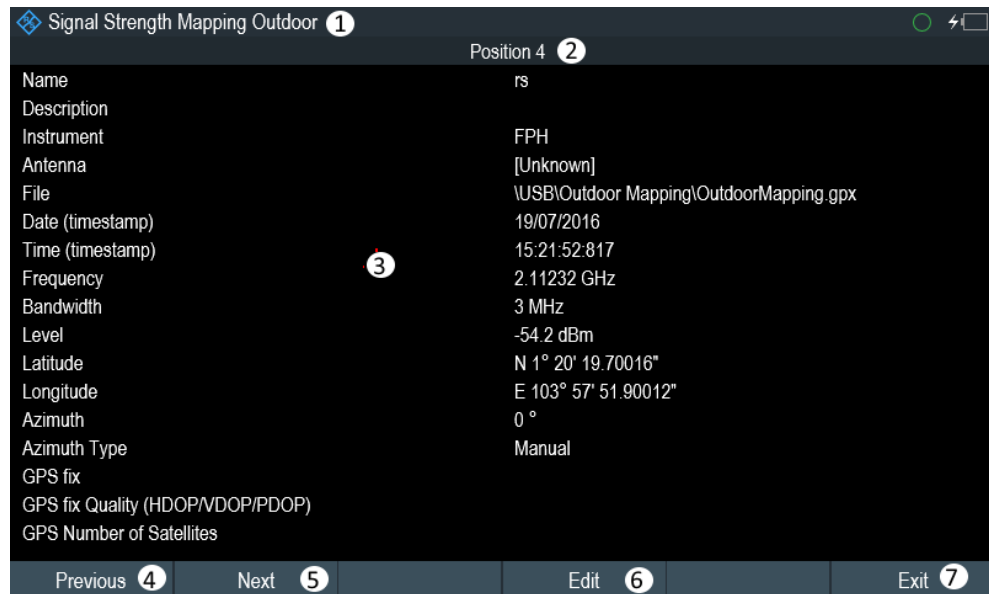 Signal Strength Mapping Outdoor 1
Position 4 2
Name rs
Description
Instrument FPH
Antenna [Unknown]
File \USB\Outdoor Mapping\OutdoorMapping.gpx
Date (timestamp) 19/07/2016
Time (timestamp) 15:21:52:817
3
Frequency 2.11232 GHz
Bandwidth 3 MHz
Level -54.2 dBm
Latitude N 1° 20' 19.70016"
Longitude E 103° 57' 51.90012"
Azimuth 0 °
Azimuth Type Manual
GPS fix
GPS fix Quality (HDOP/VDOP/PDOP)
GPS Number of Satellites
Previous 4 Next 5 Edit 6 Exit 7